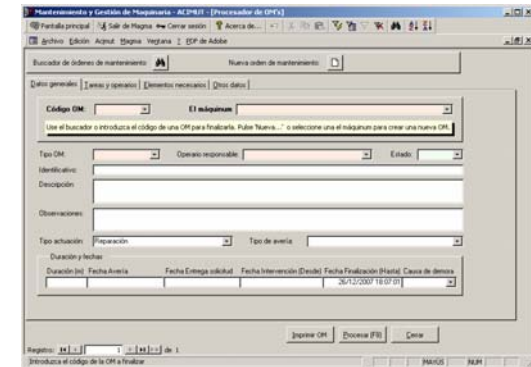 Mantenimiento y Gestión de Maquinaria - ACIMUT - [Procesador de OM's]
Pantalla principal Salir de Magma Cerrar sesión Acerca de...
Archivo Edición Acimut Magma Ventana ? PDF de Adobe
Buscador de órdenes de mantenimiento Nueva orden de mantenimiento
Datos generales Tareas y operarios Elementos necesarios Otros datos
Código OM: El máquinum
Use el buscador o introduzca el código de una OM para finalizarla. Pulse "Nueva..." o seleccione una el máquinum para crear una nueva OM.
Tipo OM: Operario responsable: Estado:
Identificativo:
Descripción
Observaciones:
Tipo actuación: Reparación Tipo de avería:
Duración y fechas
Duración (m) Fecha Avería Fecha Entrega solicitud Fecha Intervención (Desde) Fecha Finalización (Hasta) Causa de demora
26/12/2007 18:07:01
Imprimir OM Procesar (F8) Cerrar
Registro: 1 de 1
Introduzca el código de la OM a finalizar MAYÚS NUM